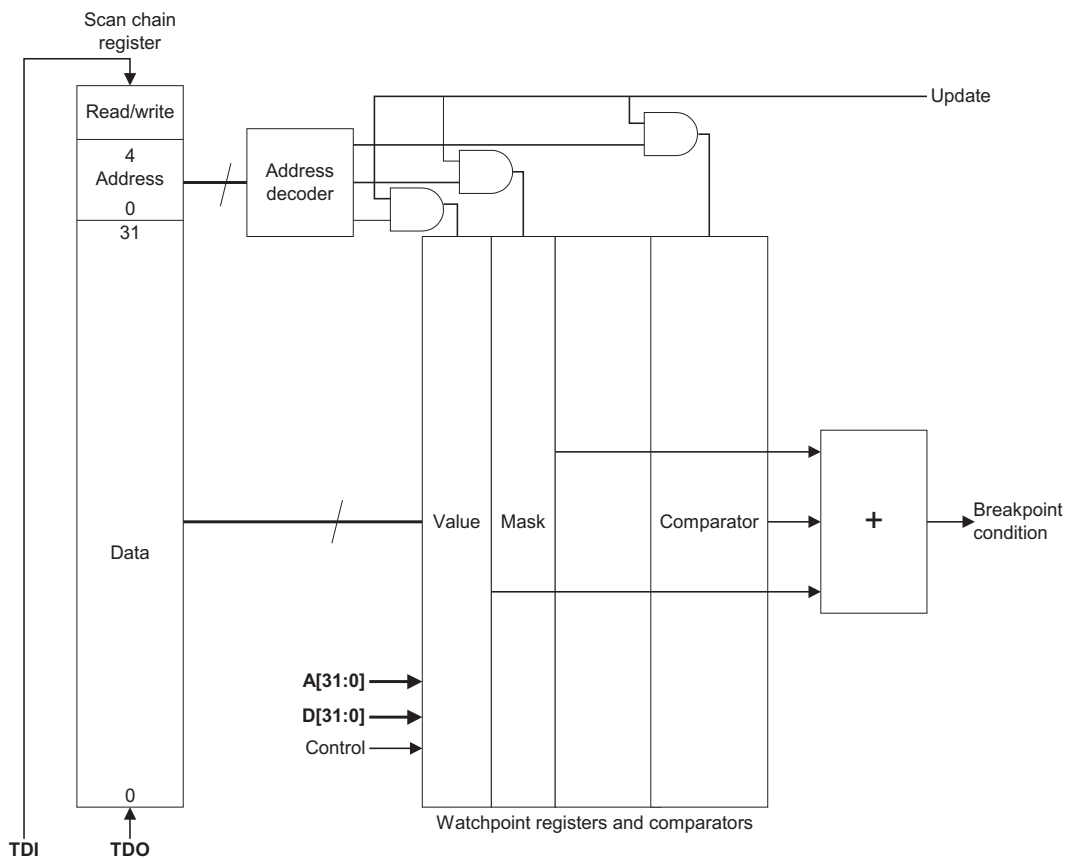 Scan chain
register
Read/write
4
Address
0
31
Data
0
TDI
TDO
Address
decoder
Update
Value
Mask
Comparator
+
Breakpoint
condition
A[31:0]
D[31:0]
Control
Watchpoint registers and comparators